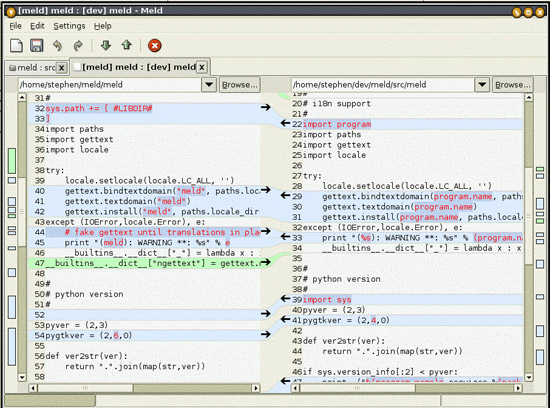 [meld] meld : [dev] meld - Meld
File Edit Settings Help
meld : src
[meld] meld : [dev] meld
/home/stephen/meld/meld
Browse...
/home/stephen/dev/meld/src/meld
Browse...
31#
32sys.path += [ #LIBDIR#
33]
34import paths
35import gettext
36import locale
37
38try:
39 locale.setlocale(locale.LC_ALL, '')
40 gettext.bindtextdomain("meld", paths.loc
41 gettext.textdomain("meld")
42 gettext.install("meld", paths.locale_dir
43except (IOError,locale.Error), e:
44 # fake gettext until translations in pla
45 print "(meld): WARNING **: %s" % e
46 __builtins__.__dict__["_"] = lambda x :
47__builtins__.__dict__["ngettext"] = gettext.
48
49#
50# python version
51#
52
53pyver = (2,3)
54pygtkver = (2,6,0)
55
56def ver2str(ver):
57 return ".".join(map(str,ver))
58
19#
20# i18n support
21#
22import program
23import paths
24import gettext
25import locale
26
27try:
28 locale.setlocale(locale.LC_ALL, '')
29 gettext.bindtextdomain(program.name, pa
30 gettext.textdomain(program.name)
31 gettext.install(program.name, paths.loca
32except (IOError,locale.Error), e:
33 print "(%s): WARNING **: %s" % (program.n
34 __builtins__.__dict__["_"] = lambda x : x
35
36#
37# python version
38#
39import sys
40pyver = (2,3)
41pygtkver = (2,4,0)
42
43def ver2str(ver):
44 return ".".join(map(str,ver))
45
46if sys.version_info[:2] < pyver:
47